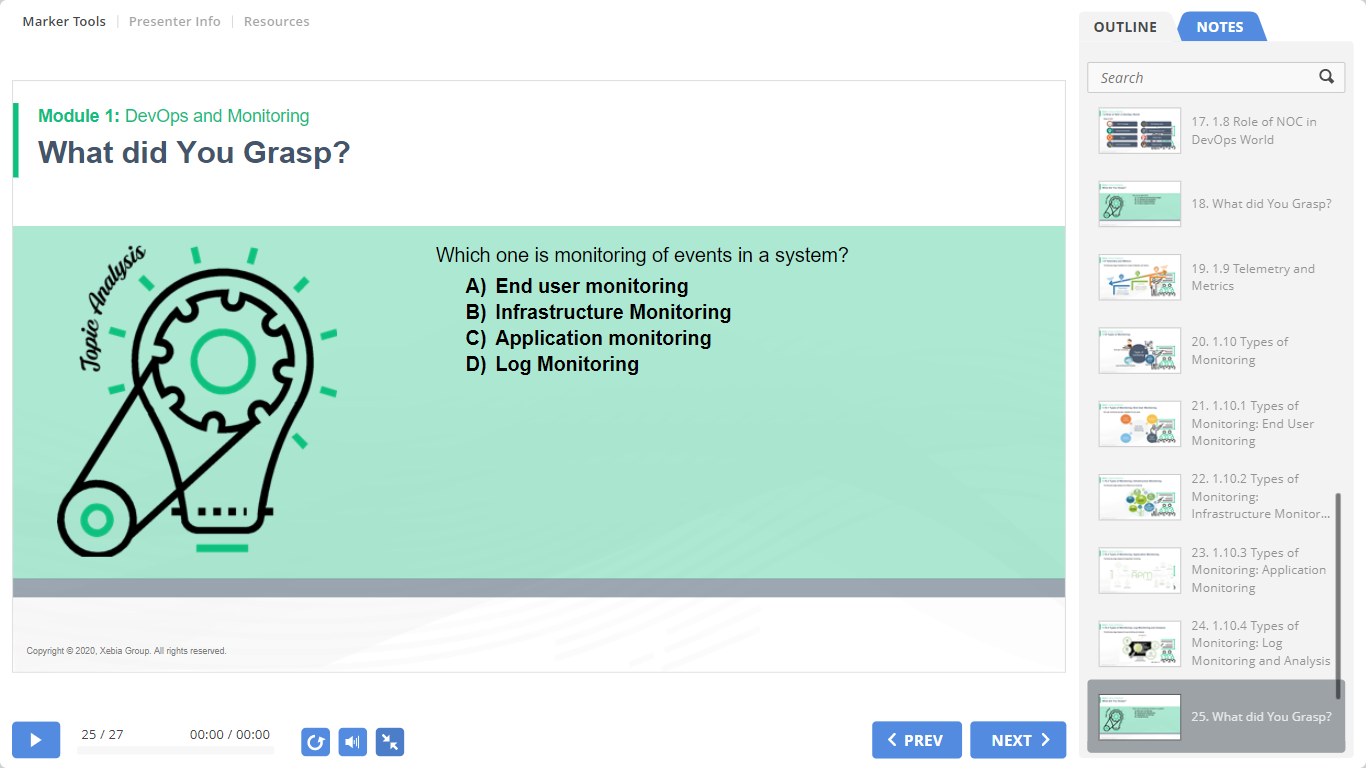 Marker Tools
Presenter Info
Resources
OUTLINE
NOTES
Search
Module 1: DevOps and Monitoring
What did You Grasp?
Topic Analysis
Which one is monitoring of events in a system?
A) End user monitoring
B) Infrastructure Monitoring
C) Application monitoring
D) Log Monitoring
Copyright © 2020, Xebia Group. All rights reserved.
17. 1.8 Role of NOC in
DevOps World
18. What did You Grasp?
19. 1.9 Telemetry and
Metrics
20. 1.10 Types of
Monitoring
21. 1.10.1 Types of
Monitoring: End User
Monitoring
22. 1.10.2 Types of
Monitoring:
Infrastructure Monitor...
23. 1.10.3 Types of
Monitoring: Application
Monitoring
24. 1.10.4 Types of
Monitoring: Log
Monitoring and Analysis
25. What did You Grasp?
25 / 27
00:00 / 00:00
PREV
NEXT